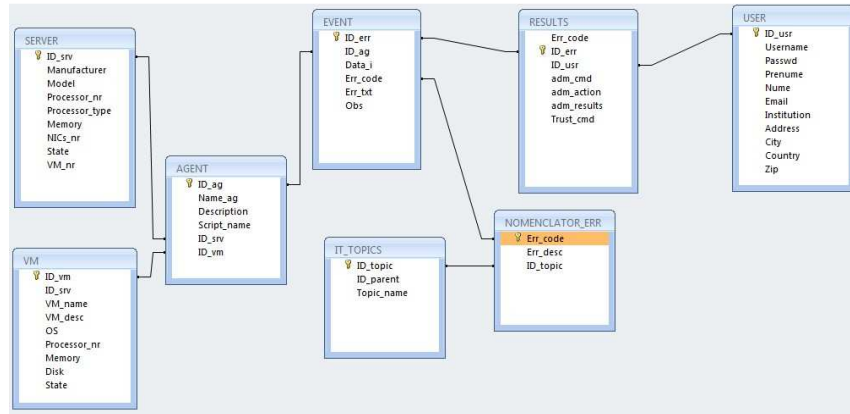 SERVER
ID_srv
Manufacturer
Model
Processor_nr
Processor_type
Memory
NICs_nr
State
VM_nr
VM
ID_vm
ID_srv
VM_name
VM_desc
OS
Processor_nr
Memory
Disk
State
AGENT
ID_ag
Name_ag
Description
Script_name
ID_srv
ID_vm
EVENT
ID_err
ID_ag
Data_i
Err_code
Err_txt
Obs
IT_TOPICS
ID_topic
ID_parent
Topic_name
RESULTS
Err_code
ID_err
ID_usr
adm_cmd
adm_action
adm_results
Trust_cmd
NOMENCLATOR_ERR
Err_code
Err_desc
ID_topic
USER
ID_usr
Username
Passwd
Prenume
Nume
Email
Institution
Address
City
Country
Zip